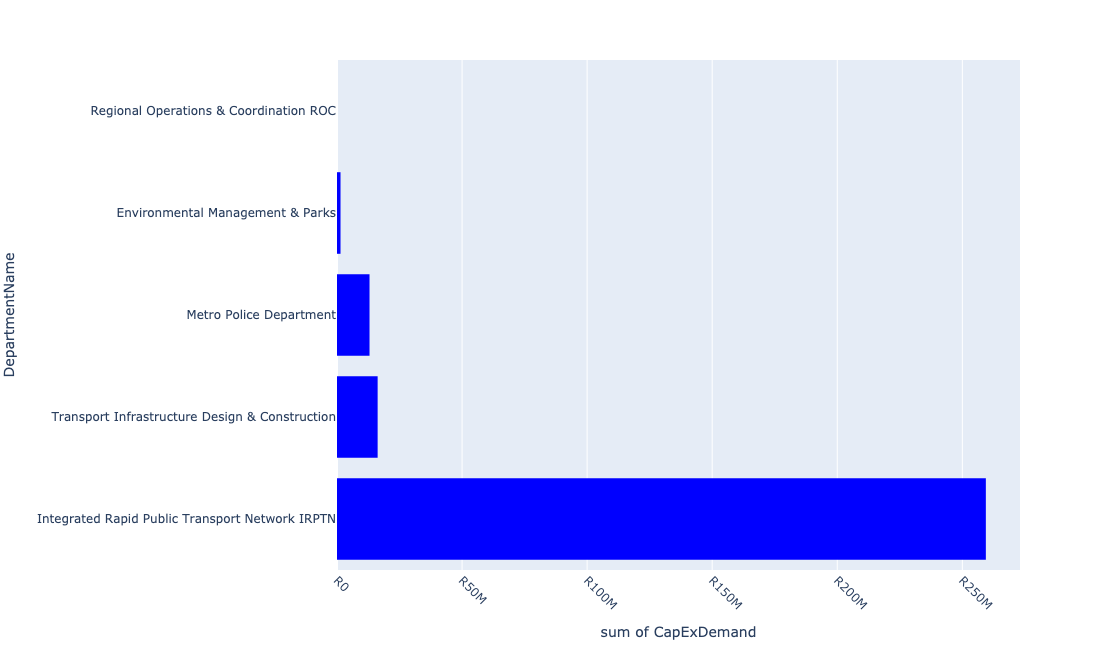 Regional Operations & Coordination ROC
Environmental Management & Parks
Metro Police Department
Transport Infrastructure Design & Construction
Integrated Rapid Public Transport Network IRPTN
DepartmentName
R0
R50M
R100M
R150M
R200M
R250M
sum of CapExDemand